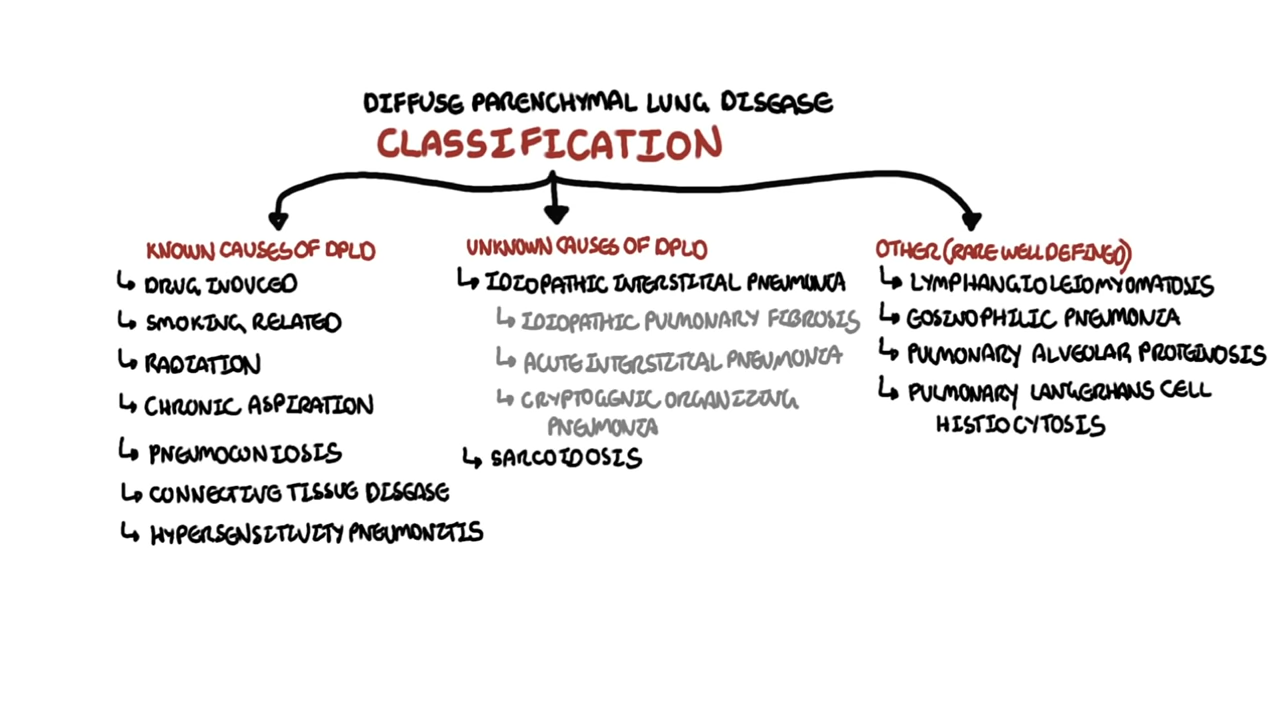 DIFFUSE PARENCHYMAL LUNG DISEASE
CLASSIFICATION
KNOWN CAUSES OF DPLD
DRUG INDUCED
SMOKING RELATED
RADIATION
CHRONIC ASPIRATION
PNEUMOCONIOSIS
CONNECTIVE TISSUE DISEASE
HYPERSENSITIVITY PNEUMONITIS
UNKNOWN CAUSES OF DPLD
IDIOPATHIC INTERSTITIAL PNEUMONIA
IDIOPATHIC PULMONARY FIBROSIS
ACUTE INTERSTITIAL PNEUMONIA
CRYPTOGENIC ORGANIZING
PNEUMONIA
SARCOIDOSIS
OTHER (RARE WELL DEFINED)
LYMPHANGIOLEIOMYOMATOSIS
EOSINOPHILIC PNEUMONIA
PULMONARY ALVEOLAR PROTEINOSIS
PULMONARY LANGERHANS CELL
HISTIOCYTOSIS